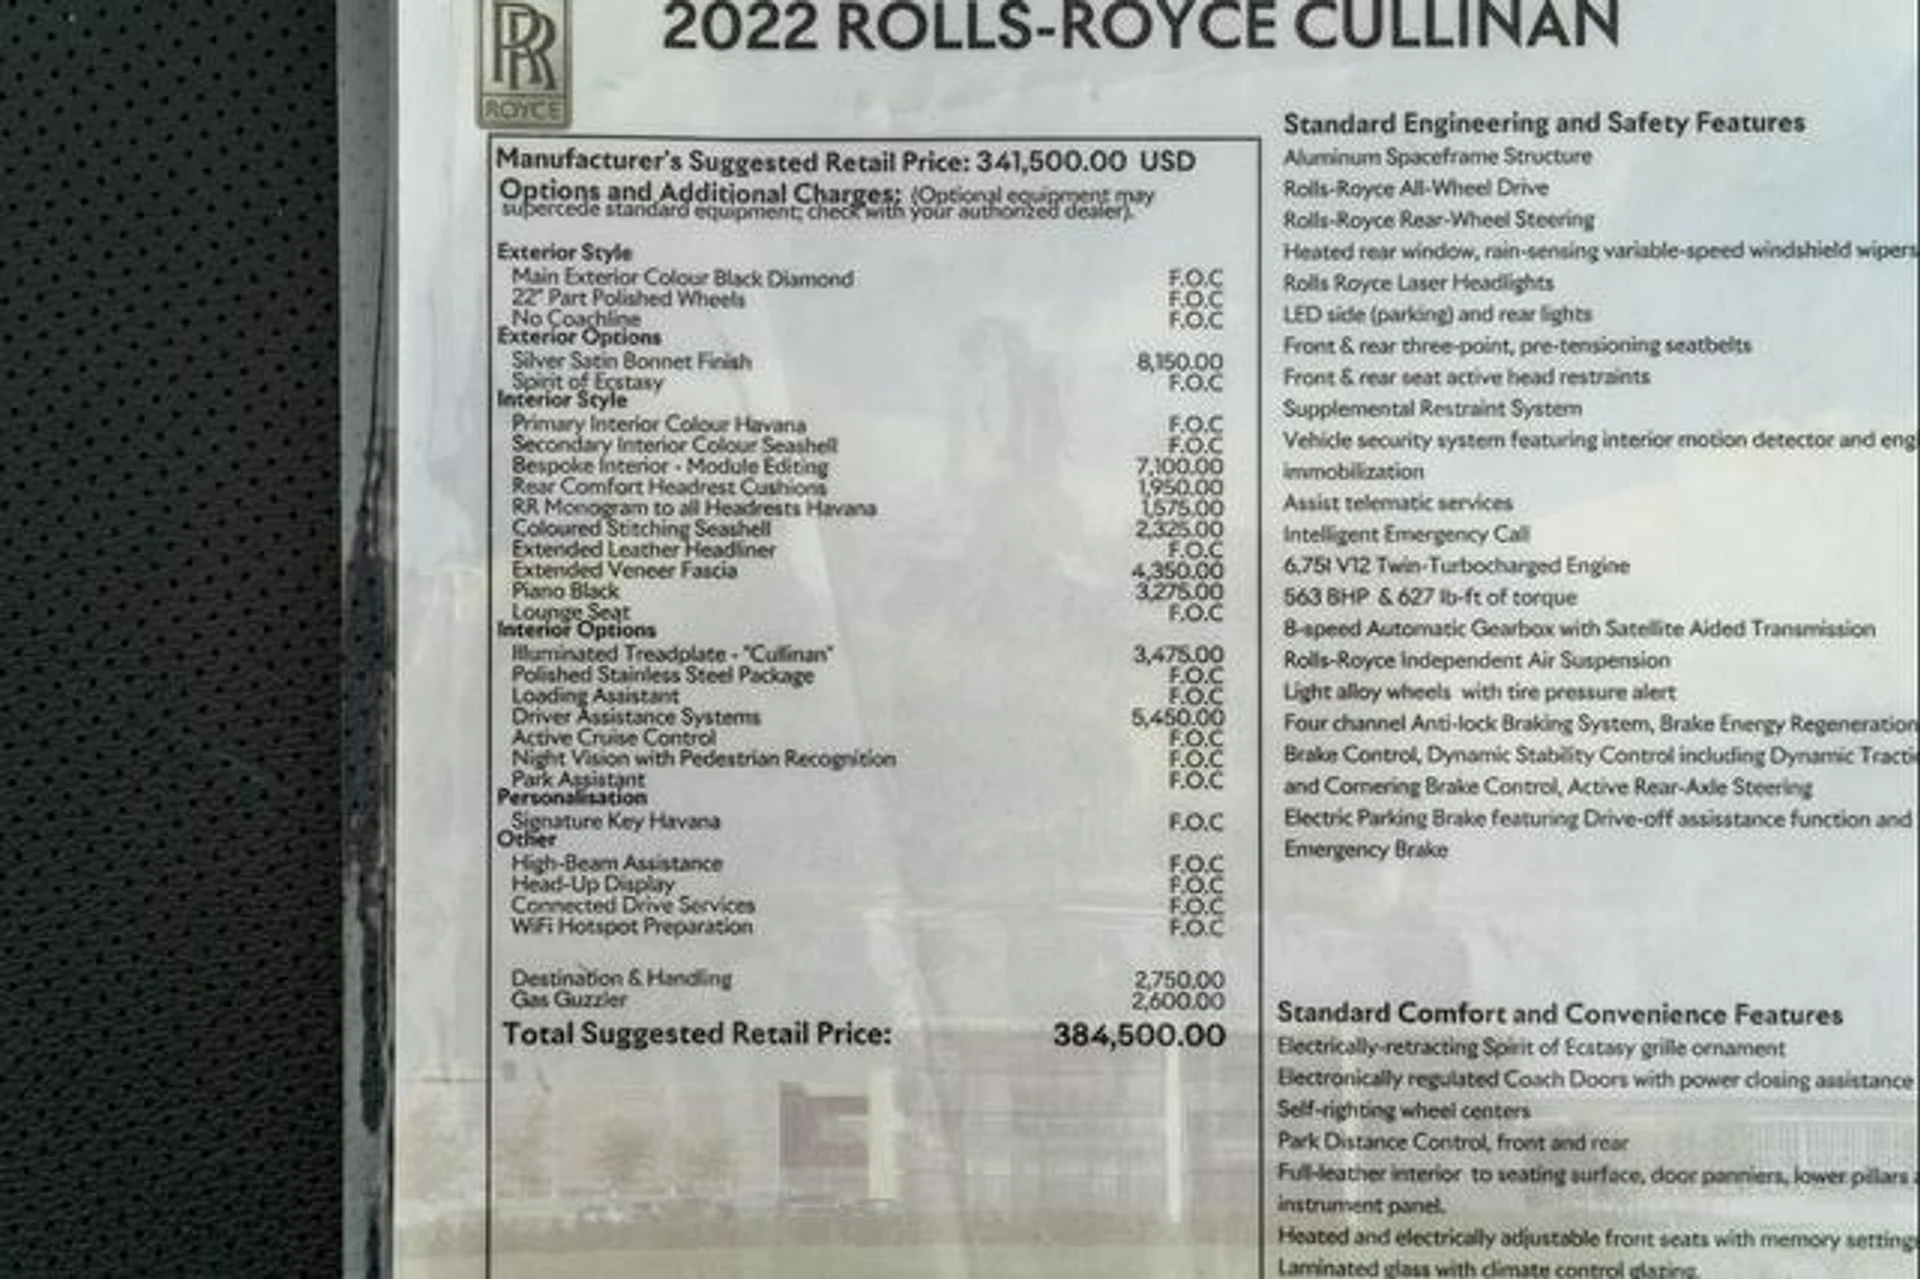 RR
ROYCE
2022 ROLLS-ROYCE CULLINAN
Manufacturer's Suggested Retail Price: 341,500.00 USD
Options and Additional Charges: (Optional equipment may
supercede standard equipment; check with your authorized dealer).
Exterior Style
Main Exterior Colour Black Diamond F.O.C
22" Part Polished Wheels F.O.C
No Coachline F.O.C
Exterior Options
Silver Satin Bonnet Finish 8,150.00
Spirit of Ecstasy F.O.C
Interior Style
Primary Interior Colour Havana F.O.C
Secondary Interior Colour Seashell F.O.C
Bespoke Interior - Module Editing 7,100.00
Rear Comfort Headrest Cushions 1,950.00
RR Monogram to all Headrests Havana 1,575.00
Coloured Stitching Seashell 2,325.00
Extended Leather Headliner F.O.C
Extended Veneer Fascia 4,350.00
Piano Black 3,275.00
Lounge Seat F.O.C
Interior Options
Illuminated Treadplate - "Cullinan" 3,475.00
Polished Stainless Steel Package F.O.C
Loading Assistant F.O.C
Driver Assistance Systems 5,450.00
Active Cruise Control F.O.C
Night Vision with Pedestrian Recognition F.O.C
Park Assistant F.O.C
Personalisation
Signature Key Havana F.O.C
Other
High-Beam Assistance F.O.C
Head-Up Display F.O.C
Connected Drive Services F.O.C
WiFi Hotspot Preparation F.O.C
Destination & Handling 2,750.00
Gas Guzzler 2,600.00
Total Suggested Retail Price: 384,500.00
Standard Engineering and Safety Features
Aluminum Spaceframe Structure
Rolls-Royce All-Wheel Drive
Rolls-Royce Rear-Wheel Steering
Heated rear window, rain-sensing variable-speed windshield wipers
Rolls Royce Laser Headlights
LED side (parking) and rear lights
Front & rear three-point, pre-tensioning seatbelts
Front & rear seat active head restraints
Supplemental Restraint System
Vehicle security system featuring interior motion detector and eng
immobilization
Assist telematic services
Intelligent Emergency Call
6.75l V12 Twin-Turbocharged Engine
563 BHP & 627 lb-ft of torque
8-speed Automatic Gearbox with Satellite Aided Transmission
Rolls-Royce Independent Air Suspension
Light alloy wheels with tire pressure alert
Four channel Anti-lock Braking System, Brake Energy Regeneration
Brake Control, Dynamic Stability Control including Dynamic Tracti
and Cornering Brake Control, Active Rear-Axle Steering
Electric Parking Brake featuring Drive-off assisstance function and
Emergency Brake
Standard Comfort and Convenience Features
Electrically-retracting Spirit of Ecstasy grille ornament
Electronically regulated Coach Doors with power closing assistance
Self-righting wheel centers
Park Distance Control, front and rear
Full-leather interior to seating surface, door panniers, lower pillars a
instrument panel.
Heated and electrically adjustable front seats with memory setting
Laminated glass with climate control glazing.